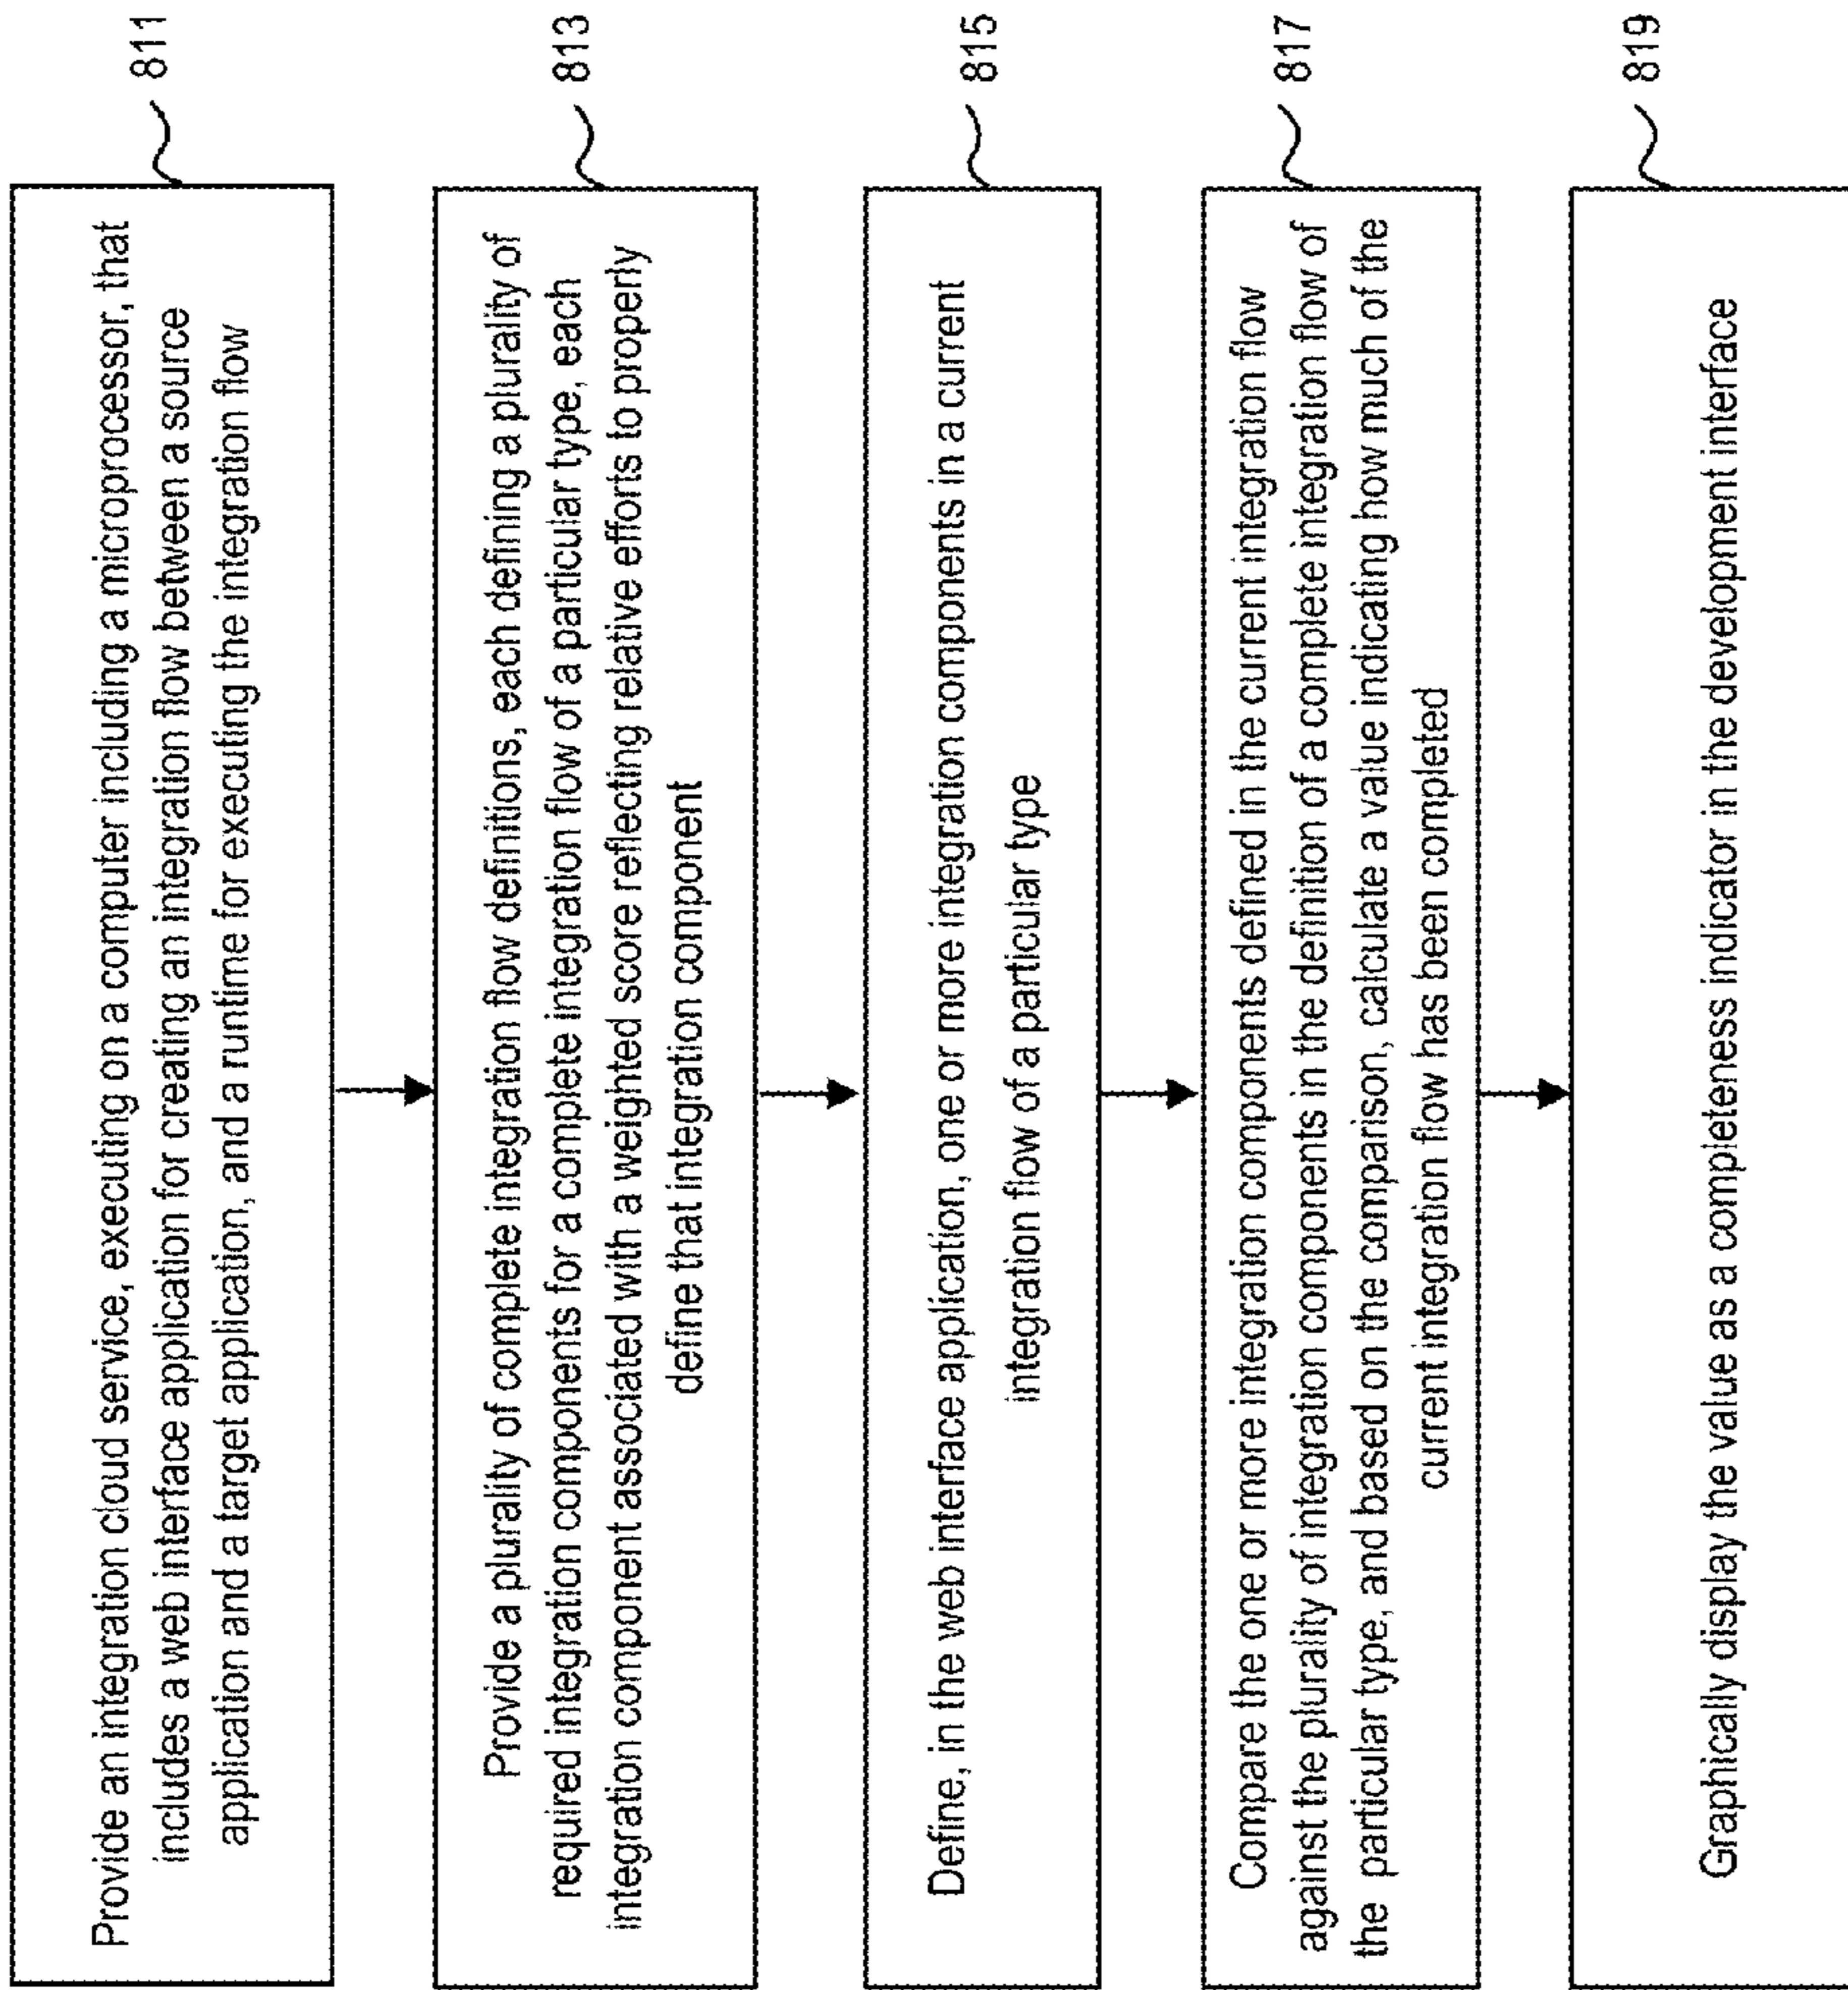 Provide an integration cloud service, executing on a computer including a microprocessor, that
includes a web interface application for creating an integration flow between a source
application and a target application, and a runtime for executing the integration flow
811
Provide a plurality of complete integration flow definitions, each defining a plurality of
required integration components for a complete integration flow of a particular type, each
integration component associated with a weighted score reflecting relative efforts to properly
define that integration component
813
Define, in the web interface application, one or more integration components in a current
integration flow of a particular type
815
Compare the one or more integration components defined in the current integration flow
against the plurality of integration components in the definition of a complete integration flow of
the particular type, and based on the comparison, calculate a value indicating how much of the
current integration flow has been completed
817
Graphically display the value as a completeness indicator in the development interface
819